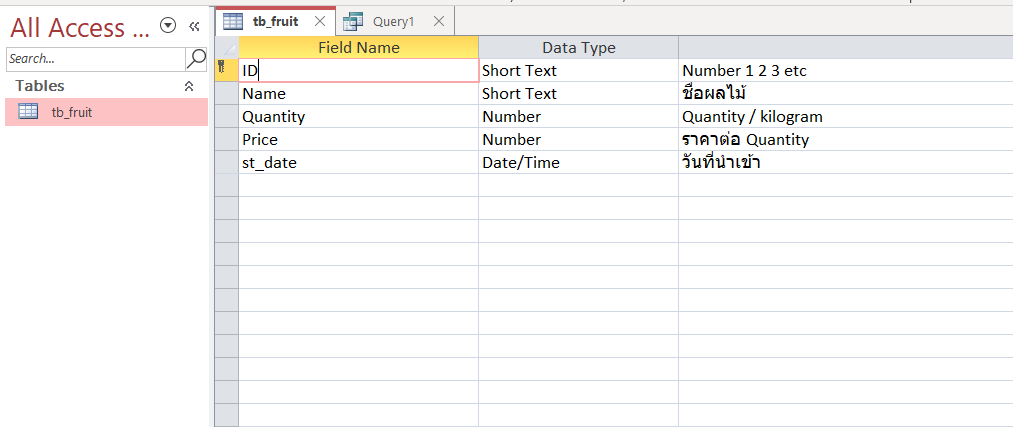 All Access ...
Search...
Tables
tb_fruit
tb_fruit Query1
Field Name Data Type
ID Short Text Number 1 2 3 etc
Name Short Text ชื่อผลไม้
Quantity Number Quantity / kilogram
Price Number ราคาต่อ Quantity
st_date Date/Time วันที่นำเข้า